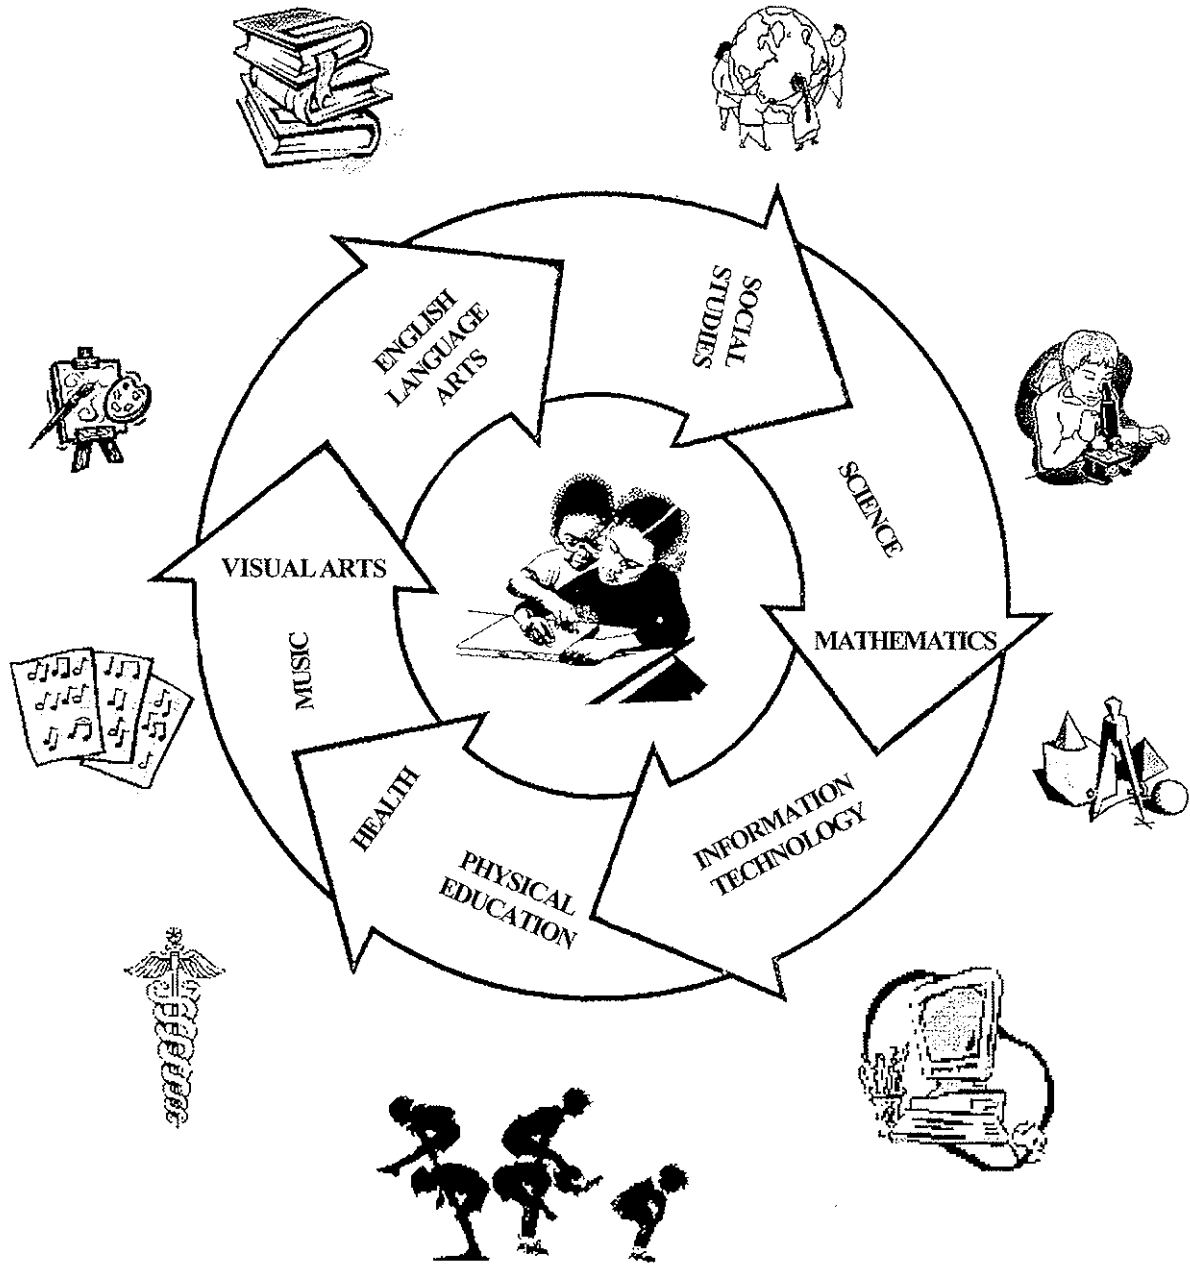 ENGLISH
LANGUAGE
ARTS
SOCIAL
STUDIES
SCIENCE
MATHEMATICS
INFORMATION
TECHNOLOGY
PHYSICAL
EDUCATION
HEALTH
MUSIC
VISUAL ARTS